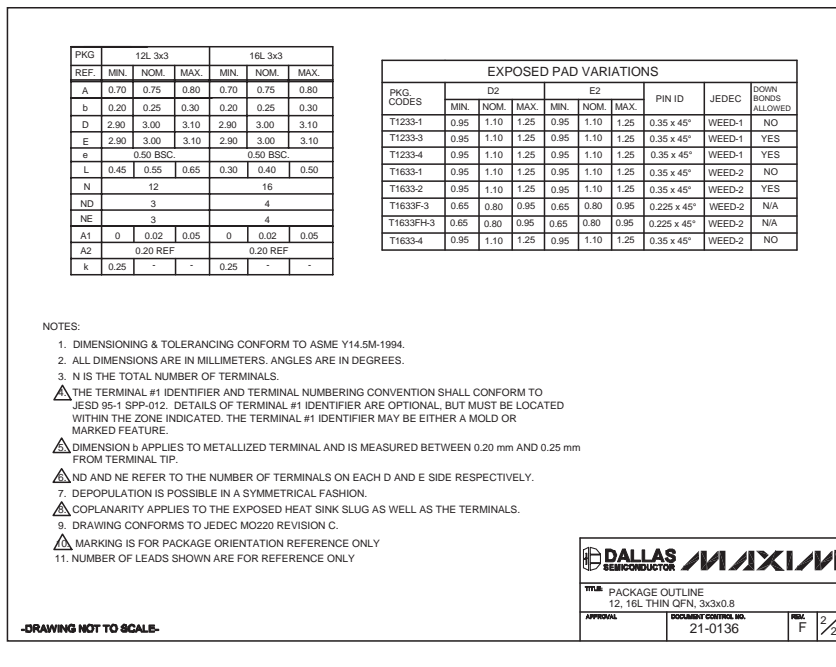 PKG 12L 3x3 16L 3x3
REF. MIN. NOM. MAX. MIN. NOM. MAX.
A 0.70 0.75 0.80 0.70 0.75 0.80
b 0.20 0.25 0.30 0.20 0.25 0.30
D 2.90 3.00 3.10 2.90 3.00 3.10
E 2.90 3.00 3.10 2.90 3.00 3.10
e 0.50 BSC. 0.50 BSC.
L 0.45 0.55 0.65 0.30 0.40 0.50
N 12 16
ND 3 4
NE 3 4
A1 0 0.02 0.05 0 0.02 0.05
A2 0.20 REF 0.20 REF
k 0.25 - - 0.25 - -
EXPOSED PAD VARIATIONS
PKG. CODES D2 E2 PIN ID JEDEC DOWN BONDS ALLOWED
MIN. NOM. MAX. MIN. NOM. MAX.
T1233-1 0.95 1.10 1.25 0.95 1.10 1.25 0.35 x 45° WEED-1 NO
T1233-3 0.95 1.10 1.25 0.95 1.10 1.25 0.35 x 45° WEED-1 YES
T1233-4 0.95 1.10 1.25 0.95 1.10 1.25 0.35 x 45° WEED-1 YES
T1633-1 0.95 1.10 1.25 0.95 1.10 1.25 0.35 x 45° WEED-2 NO
T1633-2 0.95 1.10 1.25 0.95 1.10 1.25 0.35 x 45° WEED-2 YES
T1633F-3 0.65 0.80 0.95 0.65 0.80 0.95 0.225 x 45° WEED-2 N/A
T1633FH-3 0.65 0.80 0.95 0.65 0.80 0.95 0.225 x 45° WEED-2 N/A
T1633-4 0.95 1.10 1.25 0.95 1.10 1.25 0.35 x 45° WEED-2 NO
NOTES:
1. DIMENSIONING & TOLERANCING CONFORM TO ASME Y14.5M-1994.
2. ALL DIMENSIONS ARE IN MILLIMETERS. ANGLES ARE IN DEGREES.
3. N IS THE TOTAL NUMBER OF TERMINALS.
4. THE TERMINAL #1 IDENTIFIER AND TERMINAL NUMBERING CONVENTION SHALL CONFORM TO
JESD 95-1 SPP-012. DETAILS OF TERMINAL #1 IDENTIFIER ARE OPTIONAL, BUT MUST BE LOCATED
WITHIN THE ZONE INDICATED. THE TERMINAL #1 IDENTIFIER MAY BE EITHER A MOLD OR
MARKED FEATURE.
5. DIMENSION b APPLIES TO METALLIZED TERMINAL AND IS MEASURED BETWEEN 0.20 mm AND 0.25 mm
FROM TERMINAL TIP.
6. ND AND NE REFER TO THE NUMBER OF TERMINALS ON EACH D AND E SIDE RESPECTIVELY.
7. DEPOPULATION IS POSSIBLE IN A SYMMETRICAL FASHION.
8. COPLANARITY APPLIES TO THE EXPOSED HEAT SINK SLUG AS WELL AS THE TERMINALS.
9. DRAWING CONFORMS TO JEDEC MO220 REVISION C.
10. MARKING IS FOR PACKAGE ORIENTATION REFERENCE ONLY
11. NUMBER OF LEADS SHOWN ARE FOR REFERENCE ONLY
-DRAWING NOT TO SCALE-
DALLAS SEMICONDUCTOR MAXIM
TITLE: PACKAGE OUTLINE
12, 16L THIN QFN, 3x3x0.8
APPROVAL DOCUMENT CONTROL NO. REV.
21-0136 F 2/2